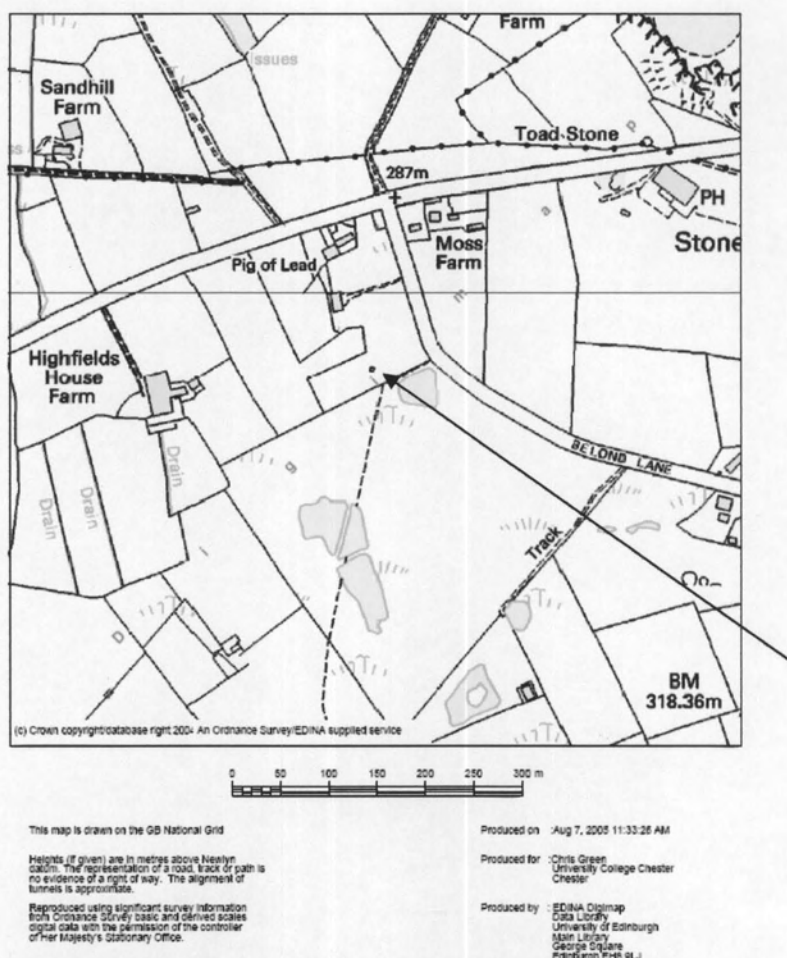 Issues
Farm
Sandhill
Farm
Toad Stone
287m
PH
Stone
Moss
Farm
Pig of Lead
Highfields
House
Farm
Drain
Drain
Drain
BELOND LANE
Track
BM
318.36m
(c) Crown copyright/database right 2004 An Ordnance Survey/EDINA supplied service
0 50 100 150 200 250 300 m
This map is drawn on the GB National Grid
Heights (if given) are in metres above Newlyn
datum. The representation of a road, track or path is
no evidence of a right of way. The alignment of
tunnels is approximate.
Reproduced using significant survey information
from Ordnance Survey basic and derived scales
digital data with the permission of the controller
of Her Majesty's Stationary Office.
Produced on :Aug 7, 2005 11:33:26 AM
Produced for :Chris Green
University College Chester
Chester
Produced by : EDINA Digimap
Data Library
University of Edinburgh
Main Library
George Square
Edinburgh EH8 9LJ